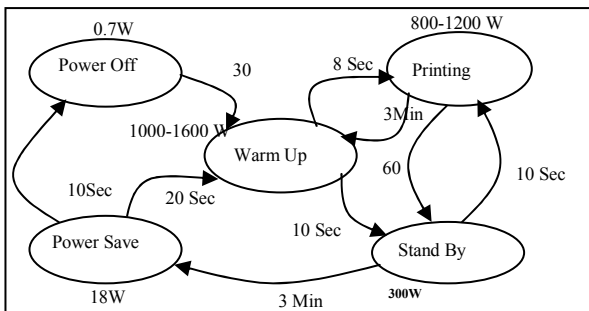 0.7W
800-1200 W
Power Off
30
8 Sec
Printing
3Min
1000-1600 W
Warm Up
10Sec
20 Sec
60
10 Sec
10 Sec
Power Save
Stand By
18W
3 Min
300W